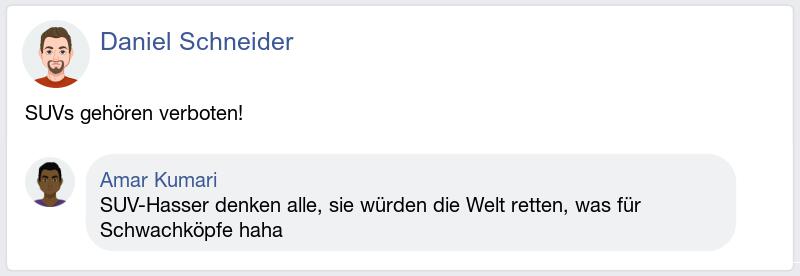 Daniel Schneider
SUVs gehören verboten!
Amar Kumari
SUV-Hasser denken alle, sie würden die Welt retten, was für
Schwachköpfe haha